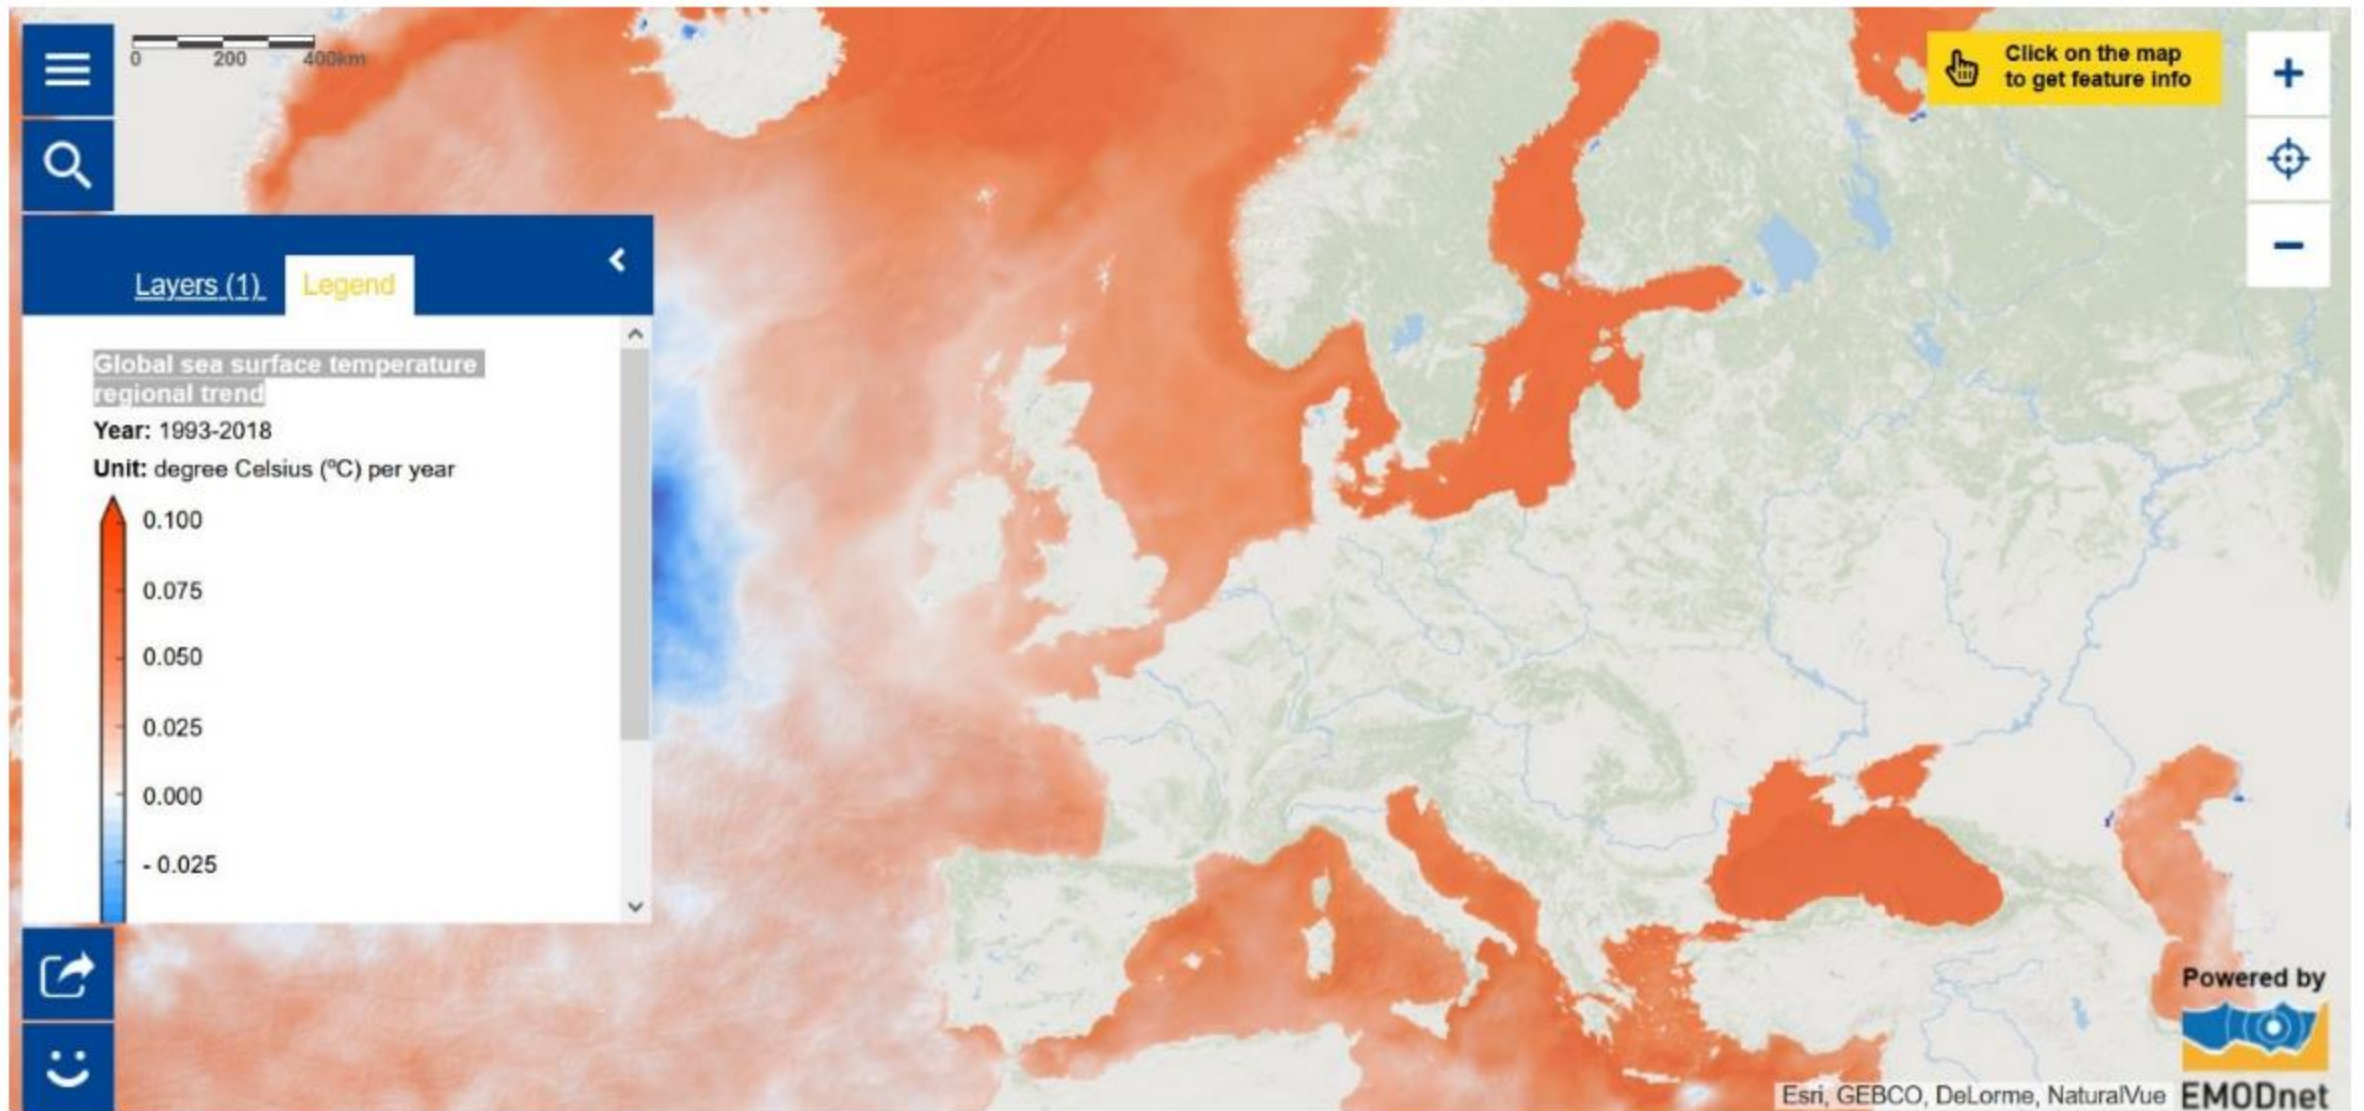 0 200 400km
Click on the map
to get feature info
+
−
Layers (1) Legend
Global sea surface temperature
regional trend
Year: 1993-2018
Unit: degree Celsius (ºC) per year
0.100
0.075
0.050
0.025
0.000
- 0.025
Powered by
EMODnet
Esri, GEBCO, DeLorme, NaturalVue